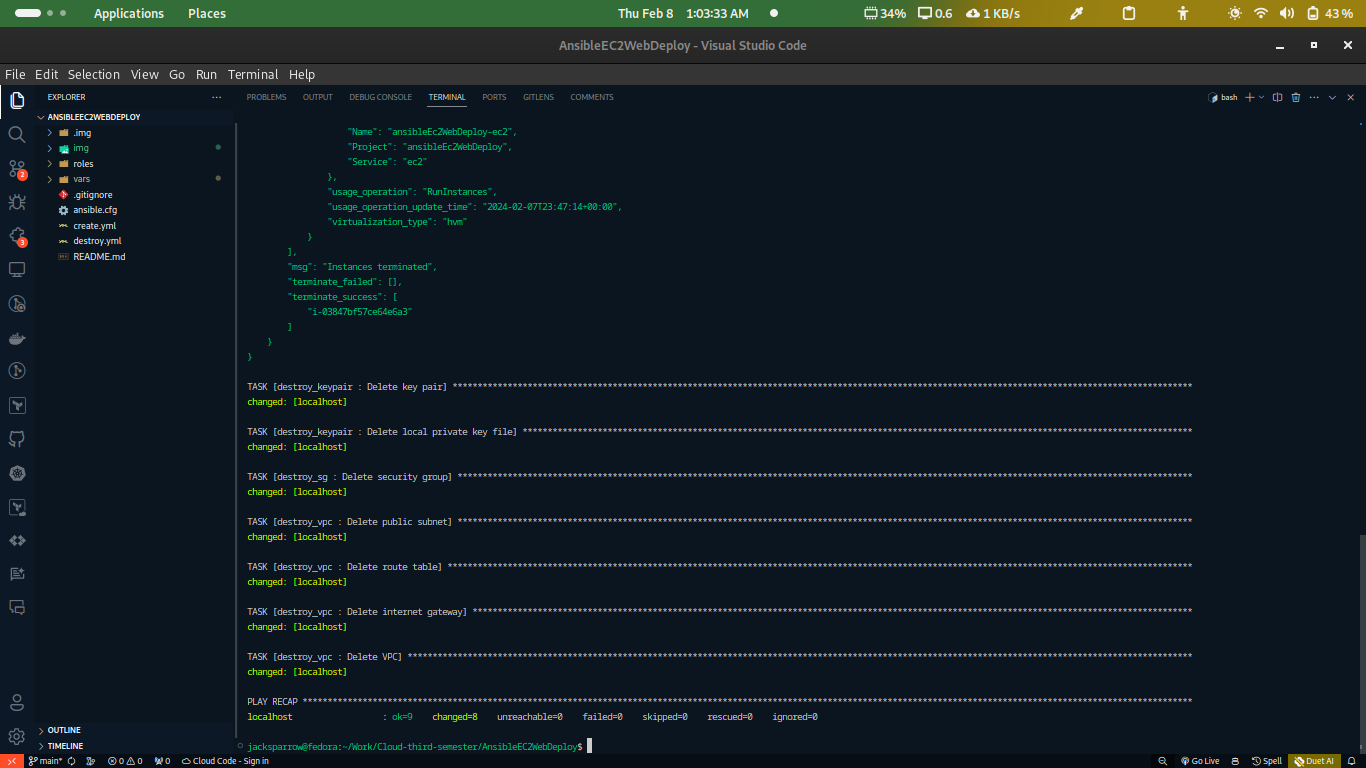 Applications Places Thu Feb 8 1:03:33 AM 34% 0.6 1 KB/s 43 %
AnsibleEC2WebDeploy - Visual Studio Code
File Edit Selection View Go Run Terminal Help
EXPLORER
PROBLEMS OUTPUT DEBUG CONSOLE TERMINAL PORTS GITLENS COMMENTS bash
ANSIBLEEC2WEBDEPLOY
.img
img
roles
vars
.gitignore
ansible.cfg
create.yml
destroy.yml
README.md
2
3
OUTLINE
TIMELINE
"Name": "ansibleEc2WebDeploy-ec2",
"Project": "ansibleEc2WebDeploy",
"Service": "ec2"
},
"usage_operation": "RunInstances",
"usage_operation_update_time": "2024-02-07T23:47:14+00:00",
"virtualization_type": "hvm"
}
],
"msg": "Instances terminated",
"terminate_failed": [],
"terminate_success": [
"i-03847bf57ce64e6a3"
]
}
}
TASK [destroy_keypair : Delete key pair] ****************************************************************************************************************************************************
changed: [localhost]
TASK [destroy_keypair : Delete local private key file] **************************************************************************************************************************************
changed: [localhost]
TASK [destroy_sg : Delete security group] ***************************************************************************************************************************************************
changed: [localhost]
TASK [destroy_vpc : Delete public subnet] ***************************************************************************************************************************************************
changed: [localhost]
TASK [destroy_vpc : Delete route table] *****************************************************************************************************************************************************
changed: [localhost]
TASK [destroy_vpc : Delete internet gateway] ************************************************************************************************************************************************
changed: [localhost]
TASK [destroy_vpc : Delete VPC] *************************************************************************************************************************************************************
changed: [localhost]
PLAY RECAP **********************************************************************************************************************************************************************************
localhost : ok=9 changed=8 unreachable=0 failed=0 skipped=0 rescued=0 ignored=0
jacksparrow@fedora:~/Work/Cloud-third-semester/AnsibleEC2WebDeploy$
main* 0 0 0 Cloud Code - Sign in Go Live Spell Duet AI